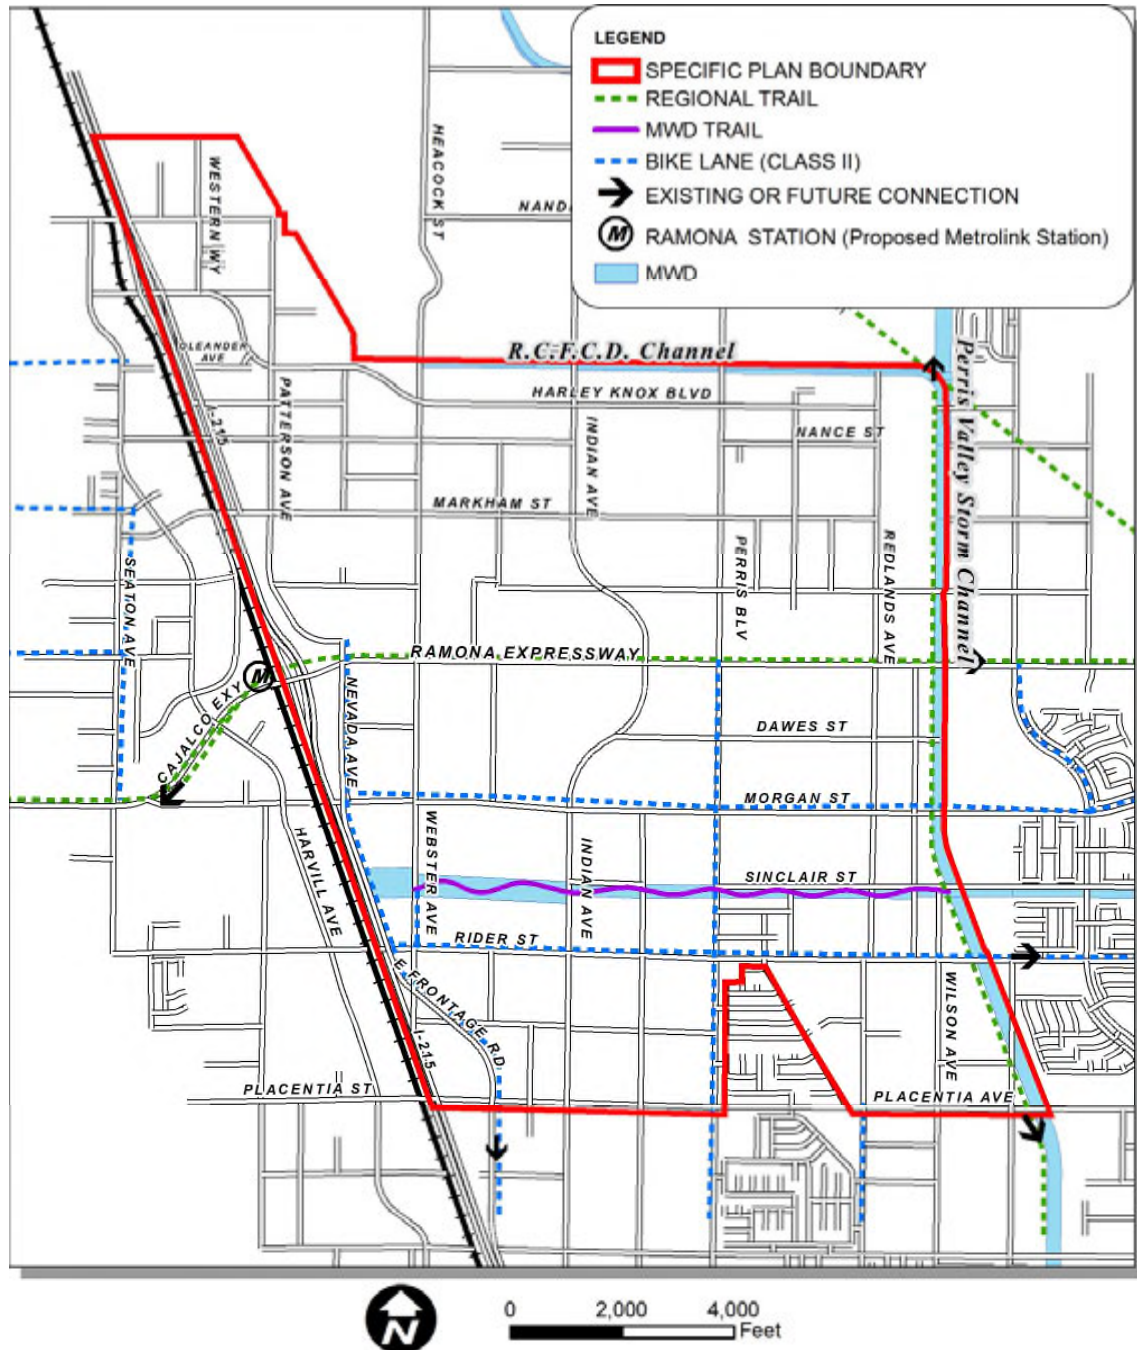 LEGEND
SPECIFIC PLAN BOUNDARY
REGIONAL TRAIL
MWD TRAIL
BIKE LANE (CLASS II)
EXISTING OR FUTURE CONNECTION
M RAMONA STATION (Proposed Metrolink Station)
MWD
HEACOCK ST
WESTERN WY
NAND
OLEANDER AVE
R.C.F.C.D. Channel
Perris Valley Storm Channel
HARLEY KNOX BLVD
PATTERSON AVE
I-215
INDIAN AVE
NANCE ST
MARKHAM ST
PERRIS BLV
REDLANDS AVE
SEATON AVE
RAMONA EXPRESSWAY
M
CAJALCO EXY
NEVADA AVE
DAWES ST
MORGAN ST
HARVILL AVE
WEBSTER AVE
INDIAN AVE
SINCLAIR ST
RIDER ST
E FRONTAGE RD
WILSON AVE
I-215
PLACENTIA ST
PLACENTIA AVE
N
0 2,000 4,000
Feet